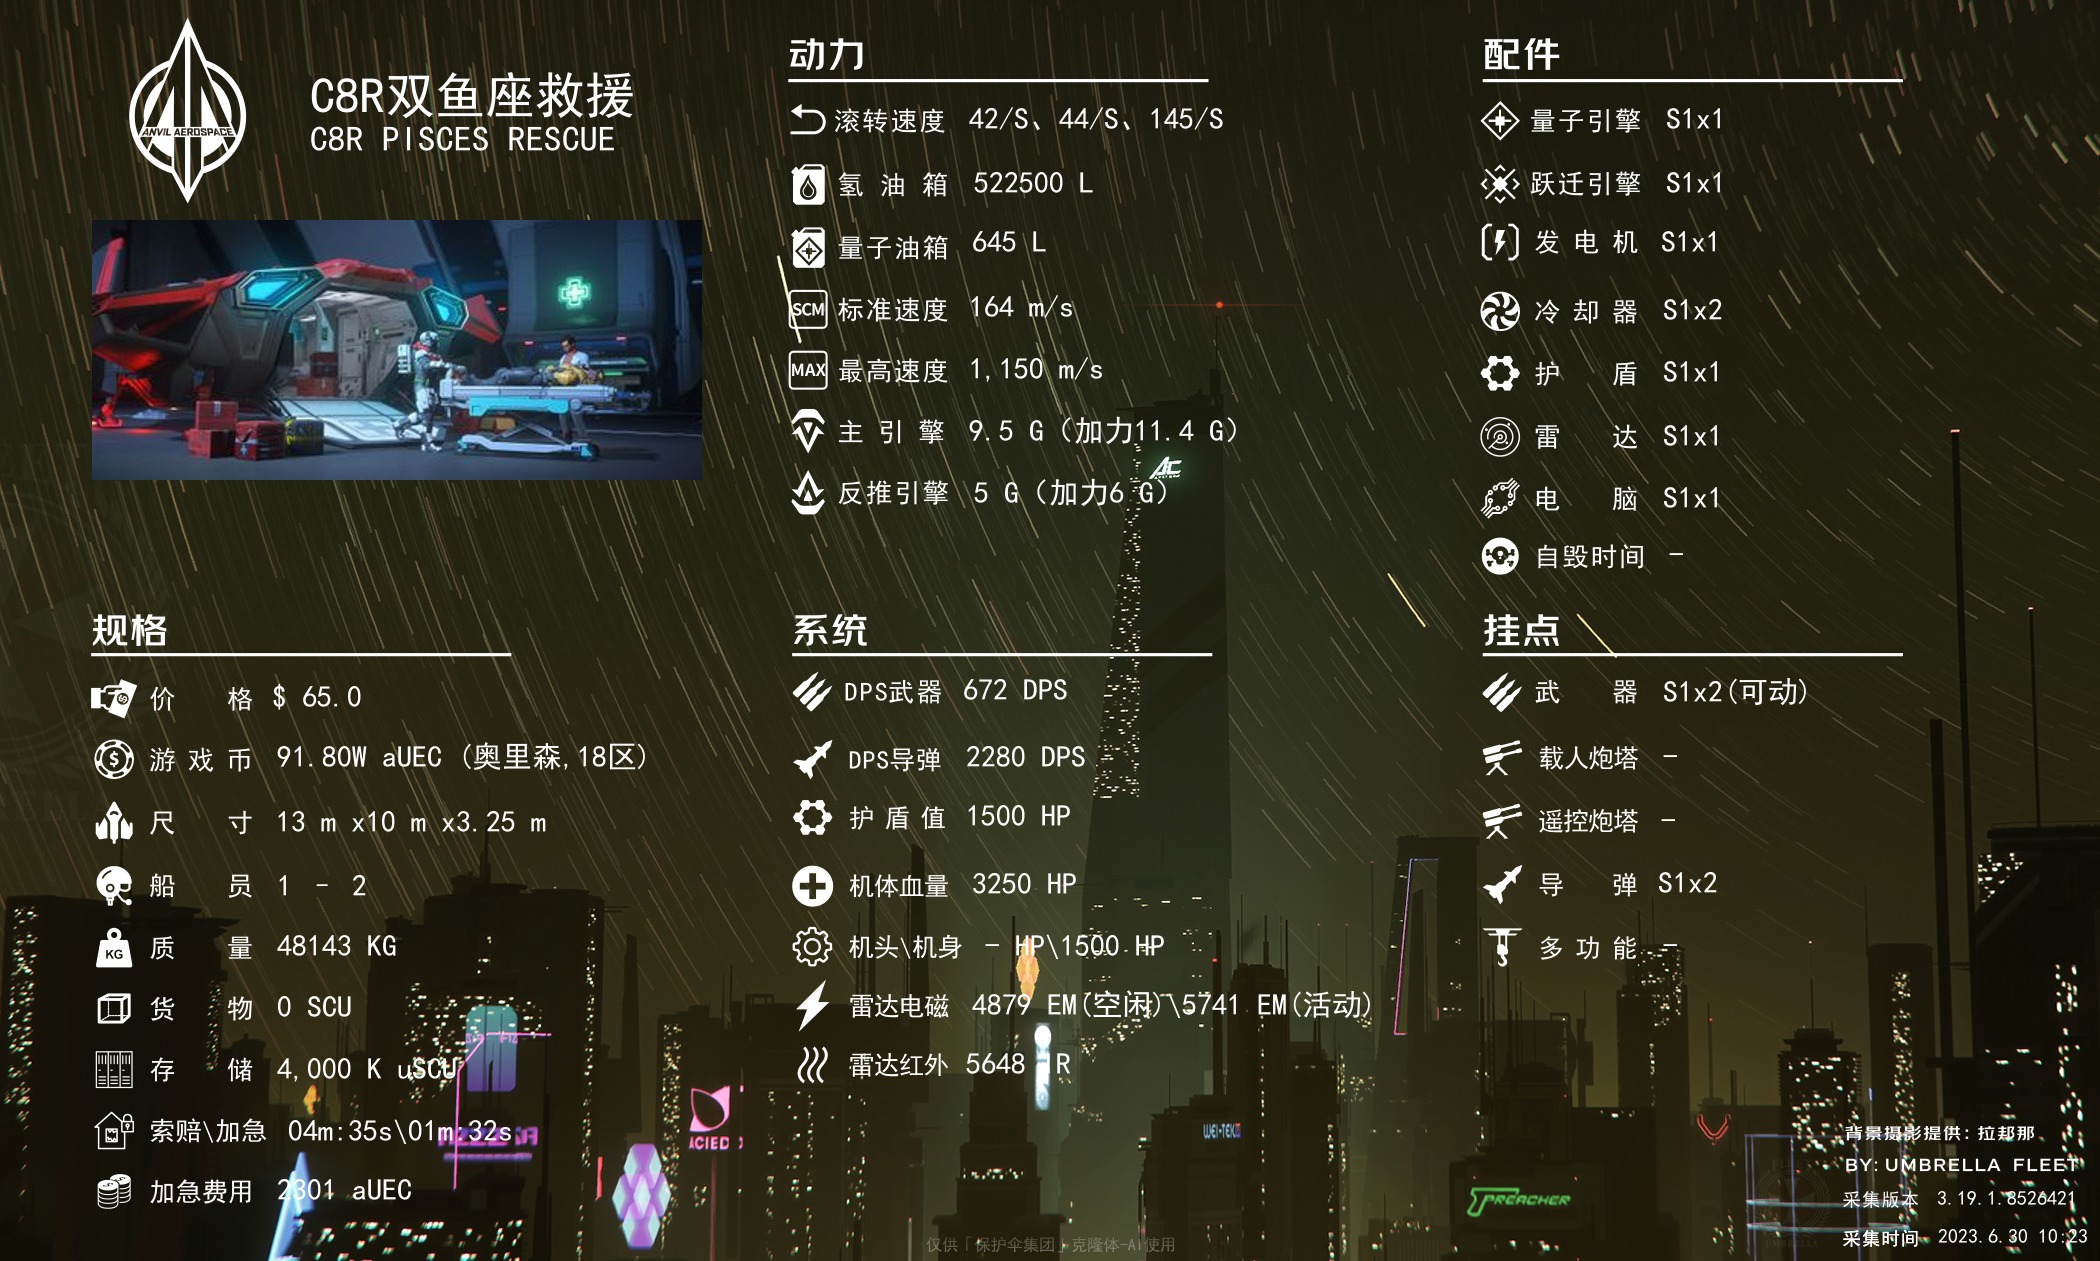 ANVIL AEROSPACE
C8R双鱼座救援
C8R PISCES RESCUE
动力
滚转速度 42/S、44/S、145/S
氢油箱 522500 L
量子油箱 645 L
SCM 标准速度 164 m/s
MAX 最高速度 1,150 m/s
主引擎 9.5 G（加力11.4 G）
反推引擎 5 G（加力6 G）
配件
量子引擎 S1x1
跃迁引擎 S1x1
发电机 S1x1
冷却器 S1x2
护盾 S1x1
雷达 S1x1
电脑 S1x1
自毁时间 -
规格
价格 $ 65.0
游戏币 91.80W aUEC (奥里森,18区)
尺寸 13 m x10 m x3.25 m
船员 1 - 2
KG 质量 48143 KG
货物 0 SCU
存储 4,000 K uSCU
索赔\加急 04m:35s\01m:32s
加急费用 2301 aUEC
系统
DPS武器 672 DPS
DPS导弹 2280 DPS
护盾值 1500 HP
机体血量 3250 HP
机头\机身 - HP\1500 HP
雷达电磁 4879 EM(空闲)\5741 EM(活动)
雷达红外 5648 IR
挂点
武器 S1x2(可动)
载人炮塔 -
遥控炮塔 -
导弹 S1x2
多功能 -
AC
ACIED
WEI-TEK
TPREACHER
背景摄影提供: 拉邦那
BY: UMBRELLA FLEET
采集版本 3.19.1.8526421
采集时间 2023.6.30 10:23
仅供「保护伞集团」克隆体-AI使用